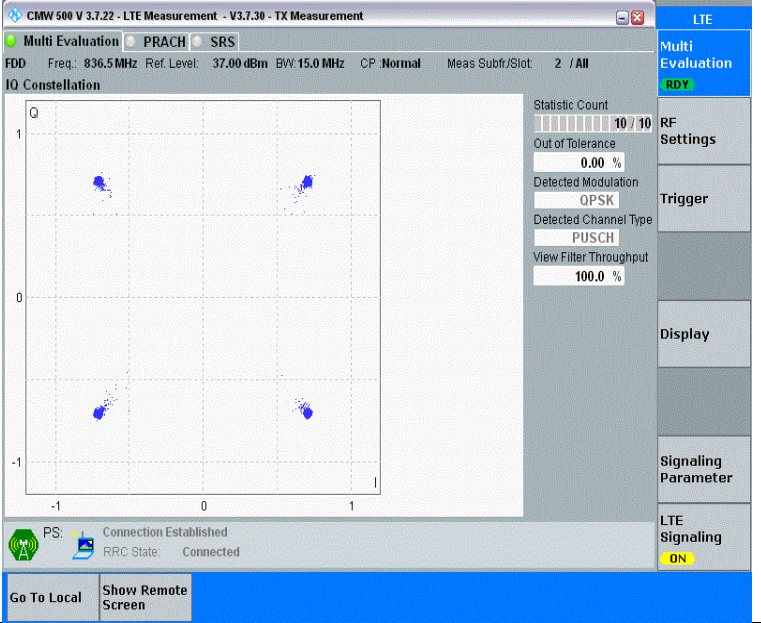 CMW 500 V 3.7.22 - LTE Measurement - V3.7.30 - TX Measurement
LTE
Multi Evaluation PRACH SRS
FDD Freq.: 836.5 MHz Ref. Level: 37.00 dBm BW: 15.0 MHz CP :Normal Meas Subfr./Slot: 2 / All
IQ Constellation
Q
1
0
-1
I
-1 0 1
Statistic Count
10 / 10
Out of Tolerance
0.00 %
Detected Modulation
QPSK
Detected Channel Type
PUSCH
View Filter Throughput
100.0 %
Multi
Evaluation
RDY
RF
Settings
Trigger
Display
Signaling
Parameter
LTE
Signaling
ON
PS: Connection Established
RRC State: Connected
Go To Local
Show Remote
Screen